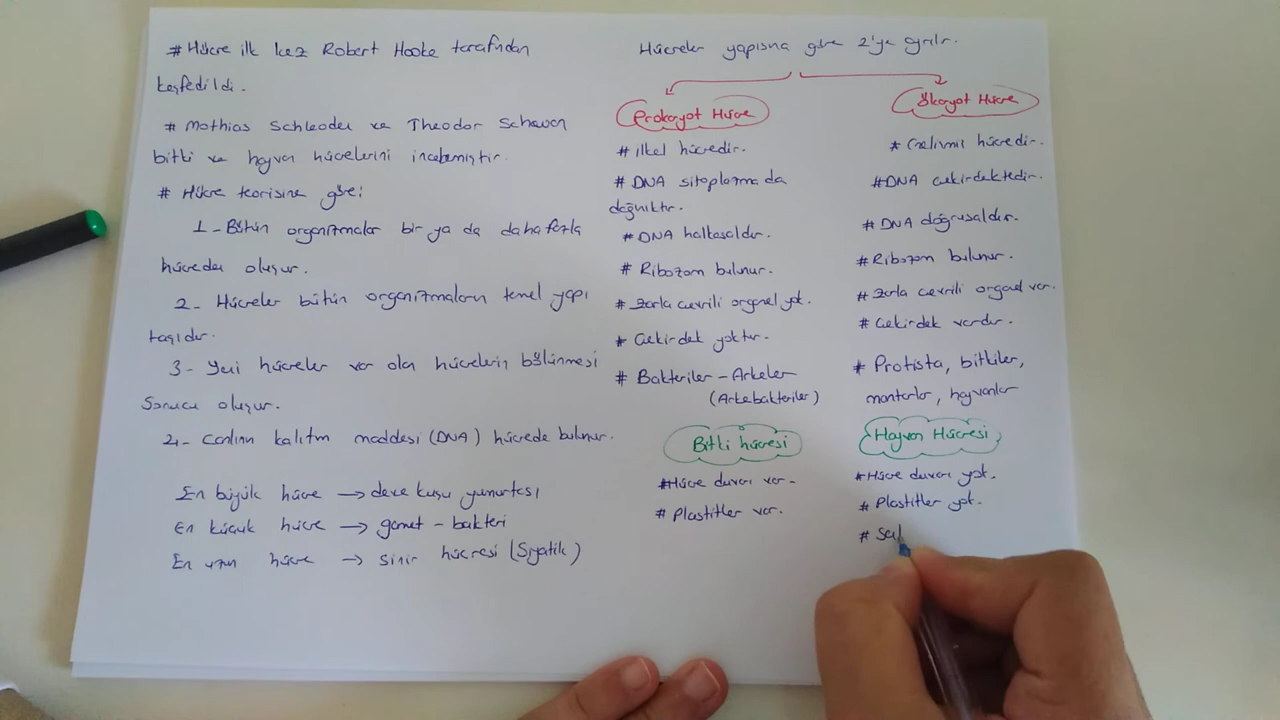 # Hücre ilk kez Robert Hooke tarafından
keşfedildi.
# Mathias Schleiden ve Theodor Schwann
bitki ve hayvan hücrelerini incelemiştir.
# Hücre teorisine göre;
1- Bütün organizmalar bir ya da daha fazla
hücreden oluşur.
2- Hücreler bütün organizmaların temel yapı
taşıdır.
3- Yeni hücreler var olan hücrelerin bölünmesi
sonucu oluşur.
4- Canlının kalıtım maddesi (DNA) hücrede bulunur.
En büyük hücre → deve kuşu yumurtası
En küçük hücre → gamet - bakteri
En uzun hücre → sinir hücresi (Siyatik)
Hücreler yapısına göre 2'ye ayrılır.
Prokaryot Hücre
# ilkel hücredir.
# DNA sitoplazmada
dağınıktır.
# DNA halkasaldır.
# Ribozom bulunur.
# Zarla çevrili organel yok.
* Çekirdek yoktur.
# Bakteriler - Arkeler
(Arkebakteriler)
Ökaryot Hücre
* Gelişmiş hücredir.
# DNA çekirdektedir.
# DNA doğrusaldır.
# Ribozom bulunur.
# Zarla çevrili organel var.
# Çekirdek vardır.
# Protista, bitkiler,
mantarlar, hayvanlar
Bitki hücresi
# Hücre duvarı var.
# Plastitler var.
Hayvan Hücresi
# Hücre duvarı yok.
# Plastitler yok.